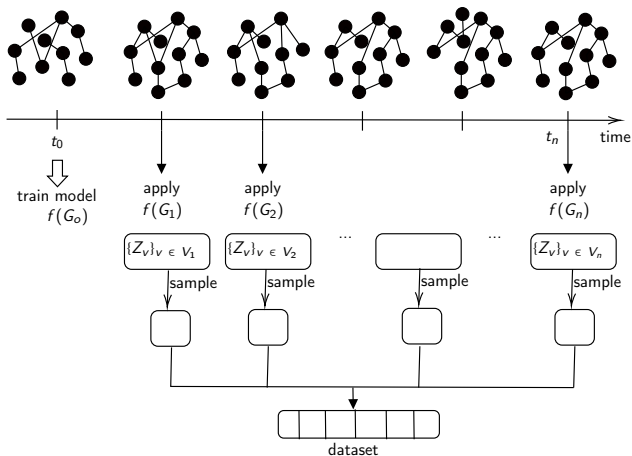 t₀
tₙ
time
train model
f(Gₒ)
apply
f(G₁)
apply
f(G₂)
apply
f(Gₙ)
{Zᵥ}ᵥ ∈ V₁
{Zᵥ}ᵥ ∈ V₂
...
...
{Zᵥ}ᵥ ∈ Vₙ
sample
sample
sample
sample
dataset